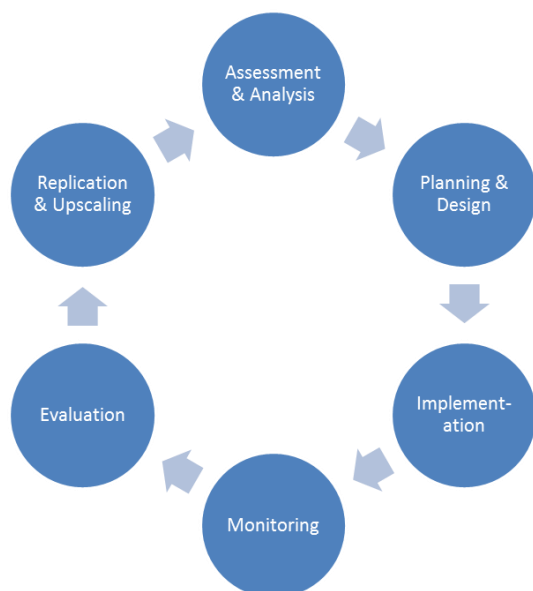 Assessment
& Analysis
Planning &
Design
Implement-
ation
Monitoring
Evaluation
Replication
& Upscaling